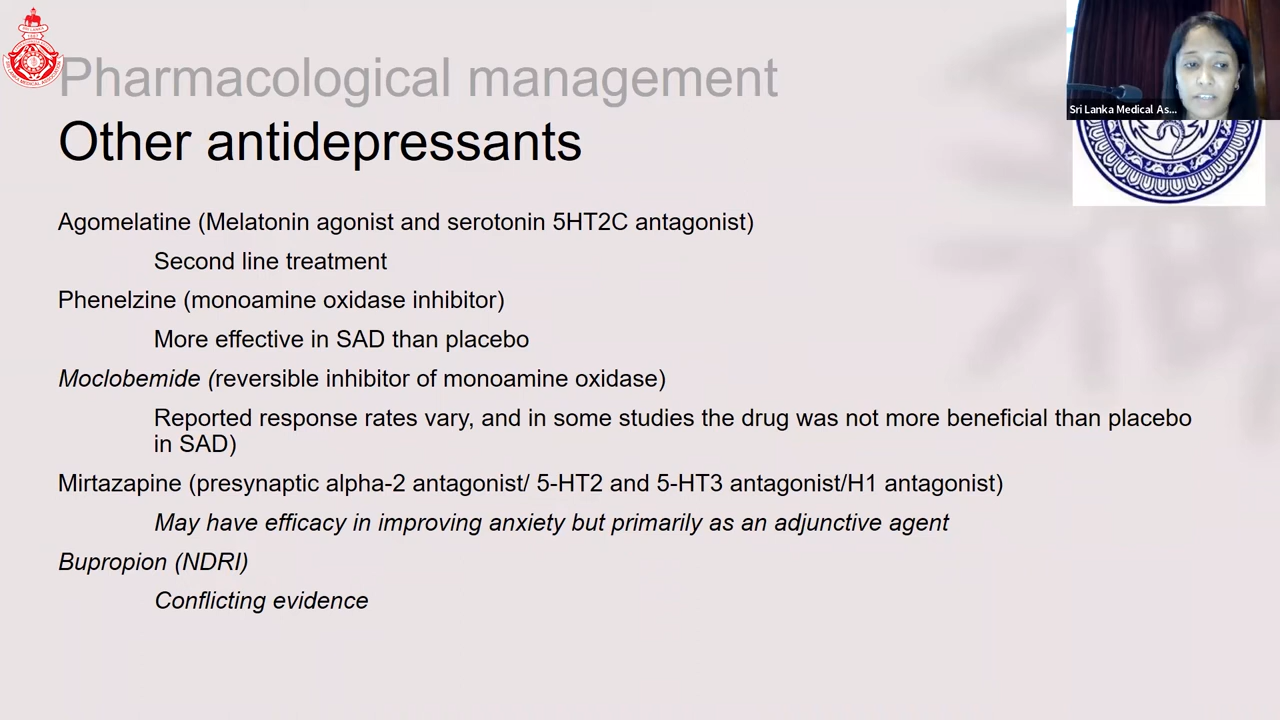 Pharmacological management
Other antidepressants
Sri Lanka Medical As...
Agomelatine (Melatonin agonist and serotonin 5HT2C antagonist)
Second line treatment
Phenelzine (monoamine oxidase inhibitor)
More effective in SAD than placebo
Moclobemide (reversible inhibitor of monoamine oxidase)
Reported response rates vary, and in some studies the drug was not more beneficial than placebo
in SAD)
Mirtazapine (presynaptic alpha-2 antagonist/ 5-HT2 and 5-HT3 antagonist/H1 antagonist)
May have efficacy in improving anxiety but primarily as an adjunctive agent
Bupropion (NDRI)
Conflicting evidence